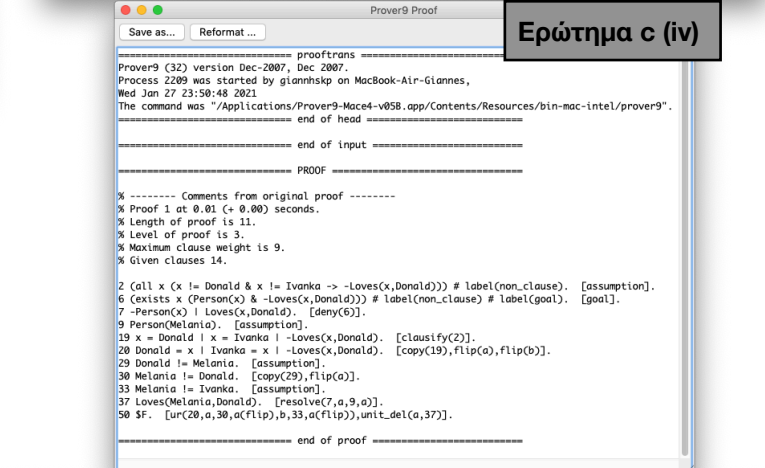 Prover9 Proof
Ερώτημα c (iv)
Save as...
Reformat ...
============================== prooftrans ============================
Prover9 (32) version Dec-2007, Dec 2007.
Process 2209 was started by giannhskp on MacBook-Air-Giannes,
Wed Jan 27 23:50:48 2021
The command was "/Applications/Prover9-Mace4-v05B.app/Contents/Resources/bin-mac-intel/prover9".
============================== end of head ===========================
============================== end of input ==========================
============================== PROOF =================================
% -------- Comments from original proof --------
% Proof 1 at 0.01 (+ 0.00) seconds.
% Length of proof is 11.
% Level of proof is 3.
% Maximum clause weight is 9.
% Given clauses 14.
2 (all x (x != Donald & x != Ivanka -> -Loves(x,Donald))) # label(non_clause).  [assumption].
6 (exists x (Person(x) & -Loves(x,Donald))) # label(non_clause) # label(goal).  [goal].
7 -Person(x) | Loves(x,Donald).  [deny(6)].
9 Person(Melania).  [assumption].
19 x = Donald | x = Ivanka | -Loves(x,Donald).  [clausify(2)].
20 Donald = x | Ivanka = x | -Loves(x,Donald).  [copy(19),flip(a),flip(b)].
29 Donald != Melania.  [assumption].
30 Melania != Donald.  [copy(29),flip(a)].
33 Melania != Ivanka.  [assumption].
37 Loves(Melania,Donald).  [resolve(7,a,9,a)].
50 $F.  [ur(20,a,30,a(flip),b,33,a(flip)),unit_del(a,37)].
============================== end of proof ==========================